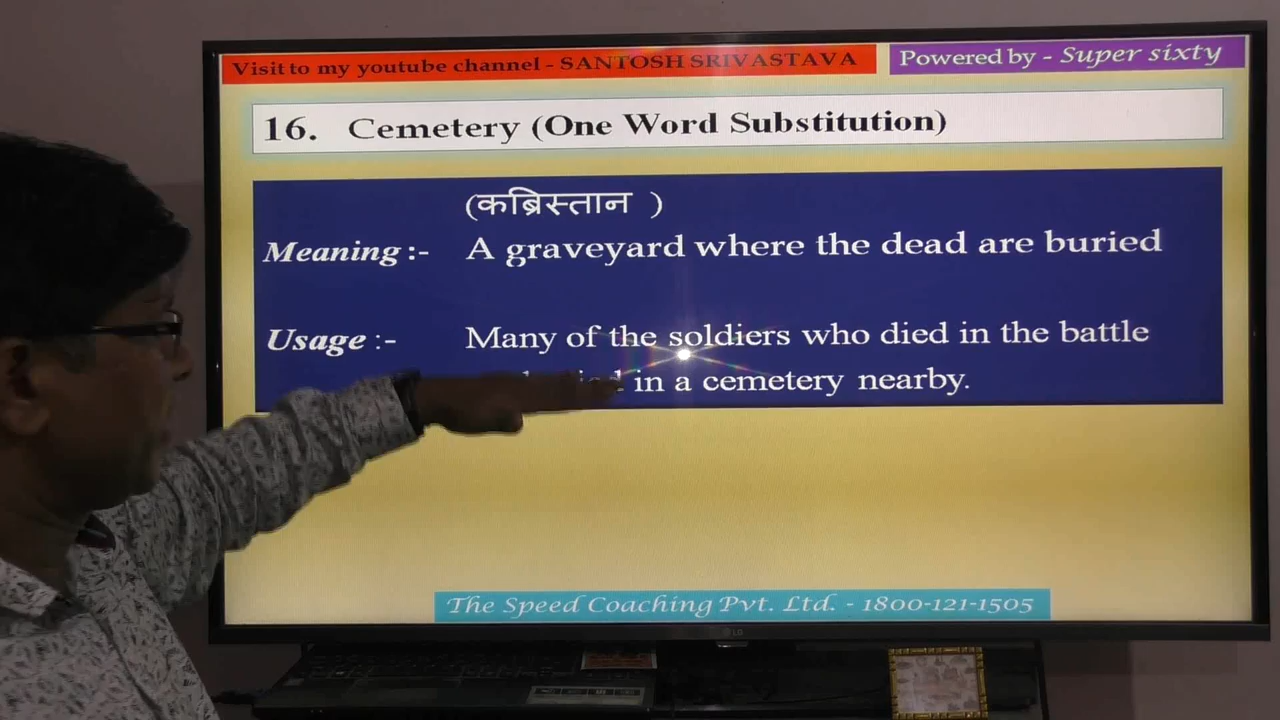 Visit to my youtube channel - SANTOSH SRIVASTAVA
Powered by - Super sixty
16. Cemetery (One Word Substitution)
(कब्रिस्तान )
Meaning :- A graveyard where the dead are buried
Usage :- Many of the soldiers who died in the battle
in a cemetery nearby.
The Speed Coaching Pvt. Ltd. - 1800-121-1505
LG